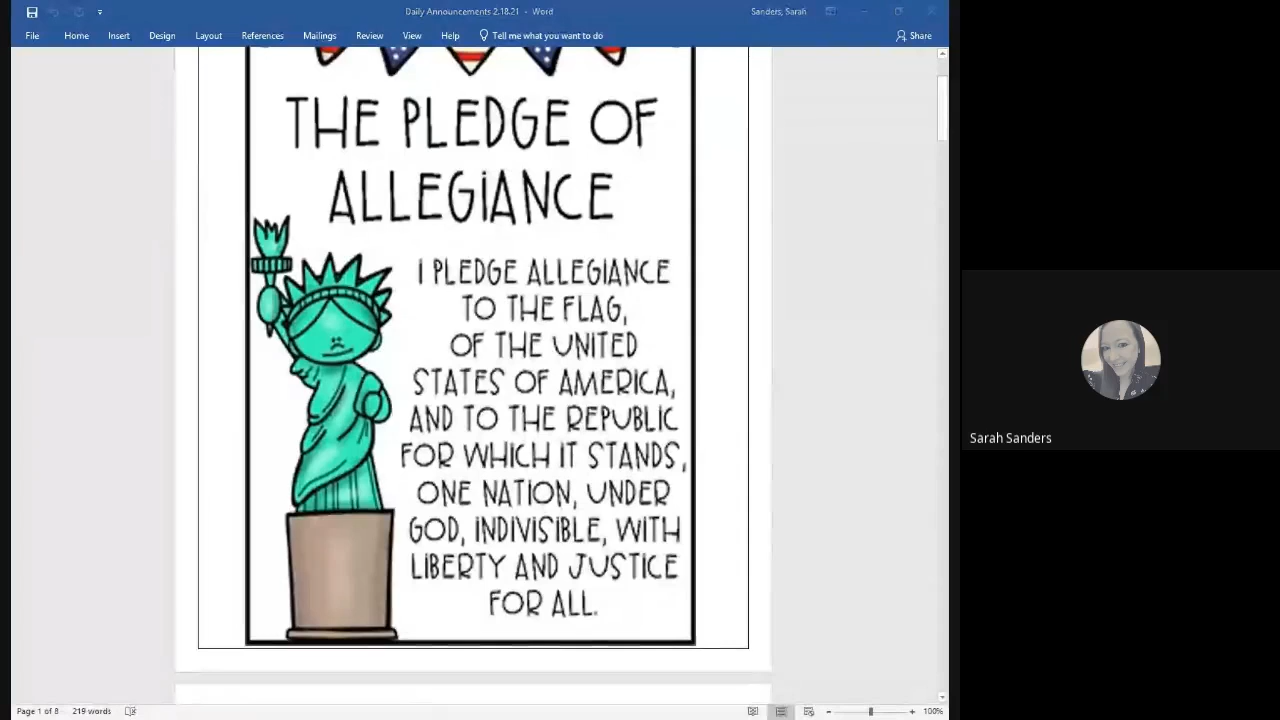 Daily Announcements 2.18.21 - Word
Sanders, Sarah
File Home Insert Design Layout References Mailings Review View Help Tell me what you want to do Share
THE PLEDGE OF
ALLEGiANCE
I PLEDGE ALLEGIANCE
TO THE FLAG,
OF THE UNITED
STATES OF AMERICA,
AND TO THE REPUBLIC
FOR WHICH IT STANDS,
ONE NATION, UNDER
GOD, INDIVISIBLE, WITH
LIBERTY AND JUSTICE
FOR ALL.
Sarah Sanders
Page 1 of 8 219 words 100%